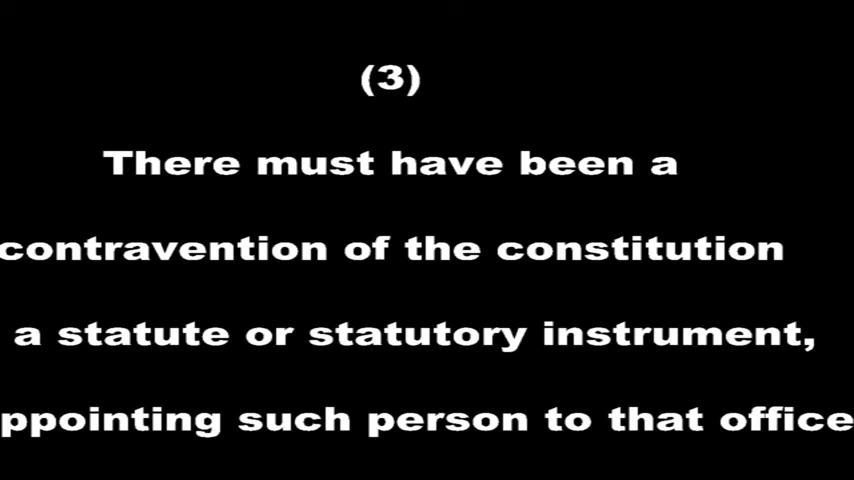 (3)
There must have been a
contravention of the constitution
a statute or statutory instrument,
ppointing such person to that office